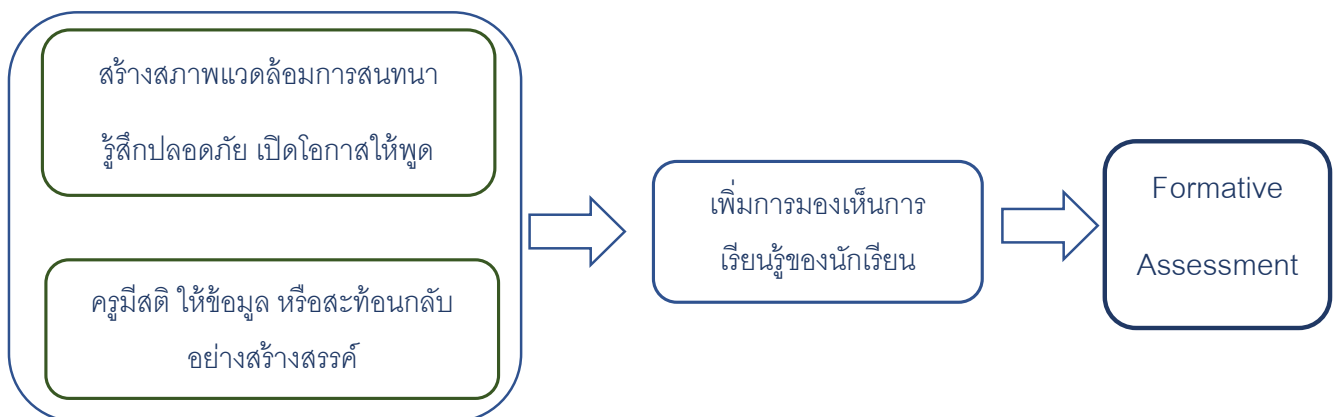 สร้างสภาพแวดล้อมการสนทนา
รู้สึกปลอดภัย เปิดโอกาสให้พูด
ครูมีสติ ให้ข้อมูล หรือสะท้อนกลับ
อย่างสร้างสรรค์
เพิ่มการมองเห็นการ
เรียนรู้ของนักเรียน
Formative
Assessment